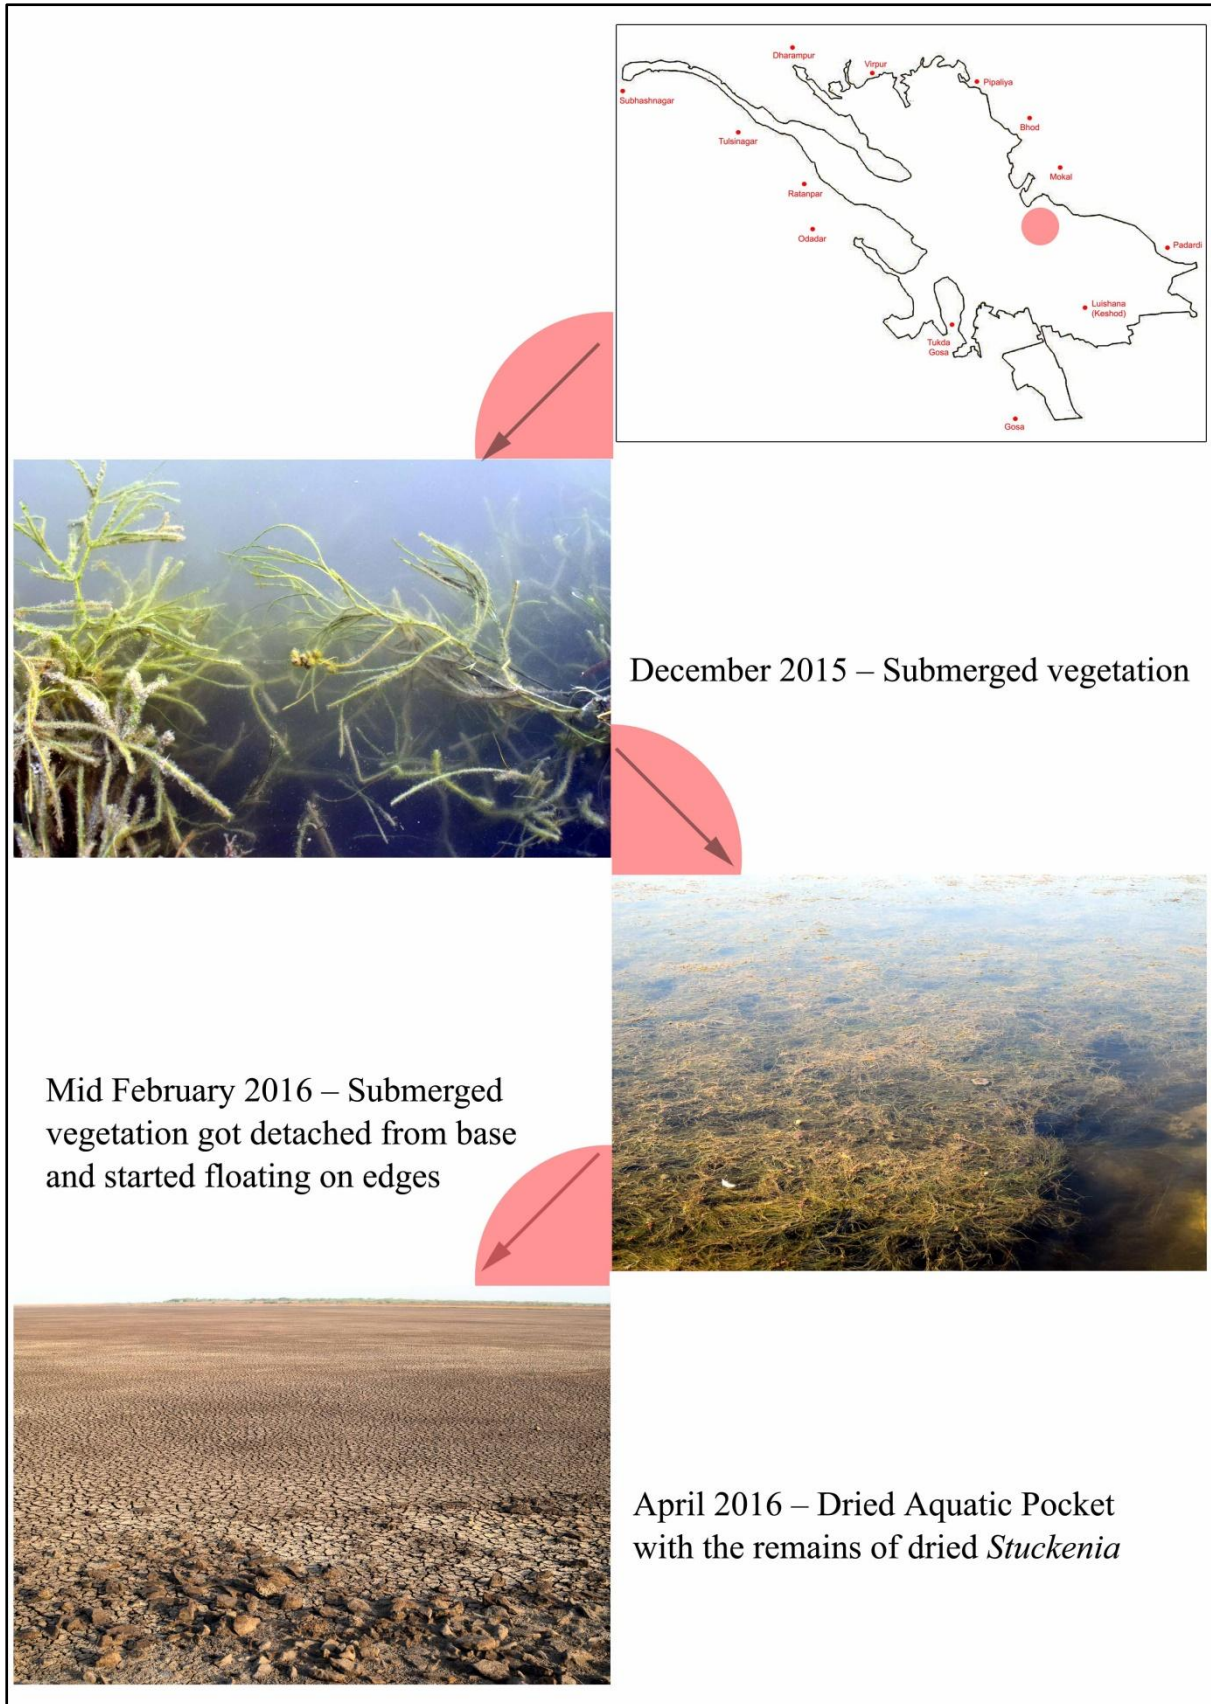 Dharampur
Virpur
Pipaliya
Subhashnagar
Bhod
Tulsinagar
Mokal
Ratanpar
Odadar
Padardi
Luishana
(Keshod)
Tukda
Gosa
Gosa
December 2015 – Submerged vegetation
Mid February 2016 – Submerged
vegetation got detached from base
and started floating on edges
April 2016 – Dried Aquatic Pocket
with the remains of dried Stuckenia